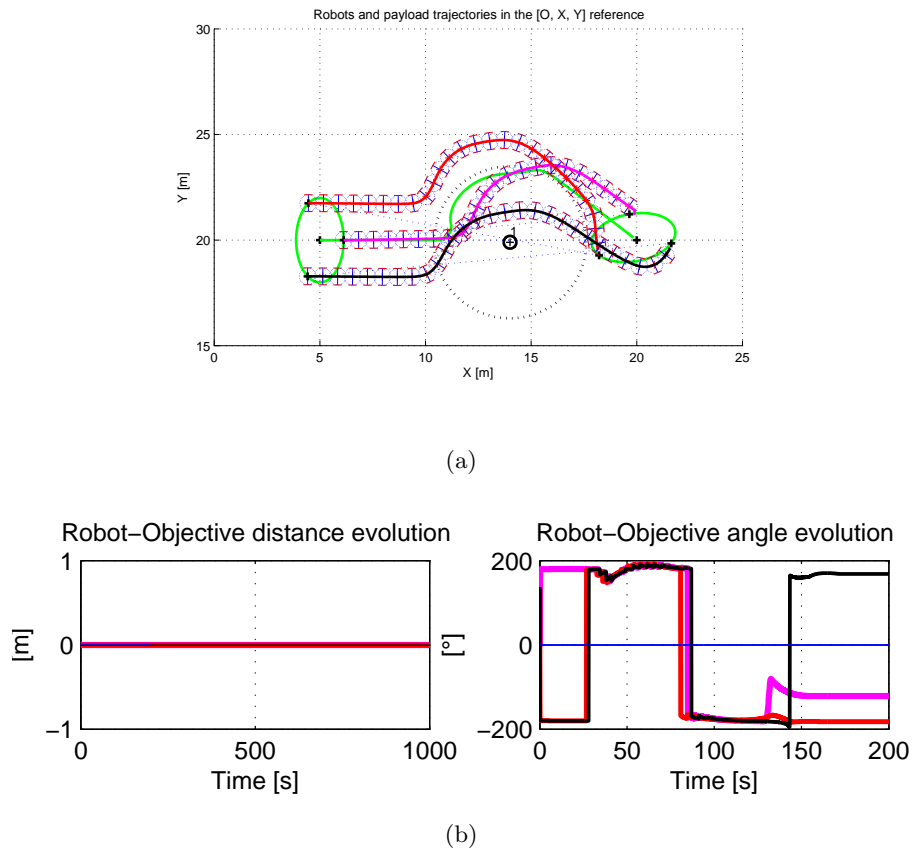 Robots and payload trajectories in the [O, X, Y] reference
30
25
20
15
Y [m]
1
0 5 10 15 20 25
X [m]
(a)
Robot−Objective distance evolution
1
0
−1
[m]
0 500 1000
Time [s]
Robot−Objective angle evolution
200
0
−200
[°]
0 50 100 150 200
Time [s]
(b)